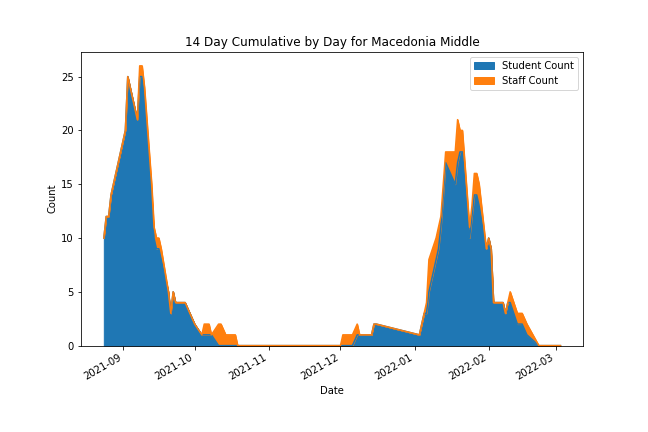 14 Day Cumulative by Day for Macedonia Middle
Student Count
Staff Count
Count
25
20
15
10
5
0
2021-09
2021-10
2021-11
2021-12
2022-01
2022-02
2022-03
Date